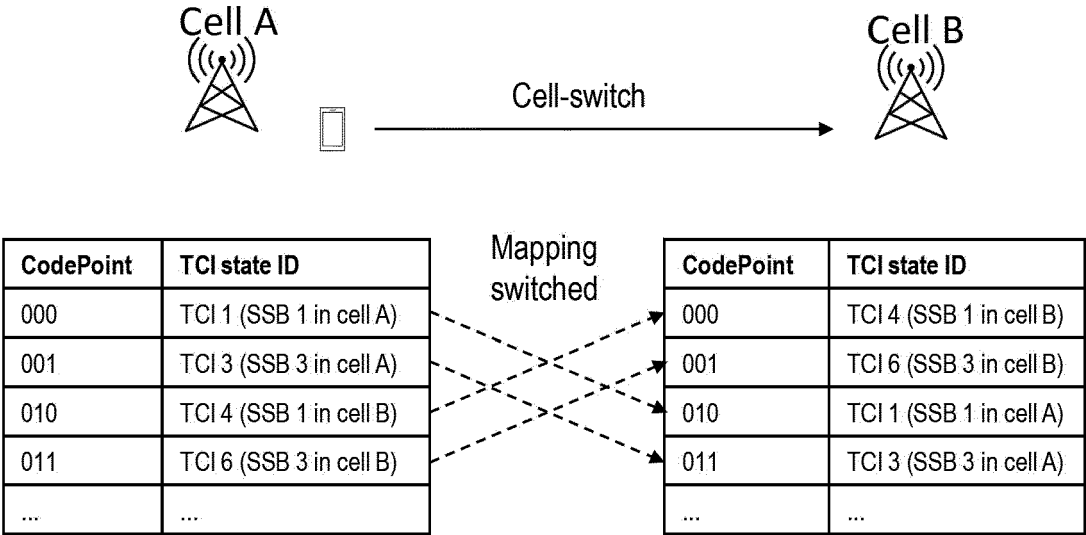 Cell A
Cell B
Cell-switch
Mapping
switched
CodePoint TCI state ID
000 TCI 1 (SSB 1 in cell A)
001 TCI 3 (SSB 3 in cell A)
010 TCI 4 (SSB 1 in cell B)
011 TCI 6 (SSB 3 in cell B)
... ...
CodePoint TCI state ID
000 TCI 4 (SSB 1 in cell B)
001 TCI 6 (SSB 3 in cell B)
010 TCI 1 (SSB 1 in cell A)
011 TCI 3 (SSB 3 in cell A)
... ...